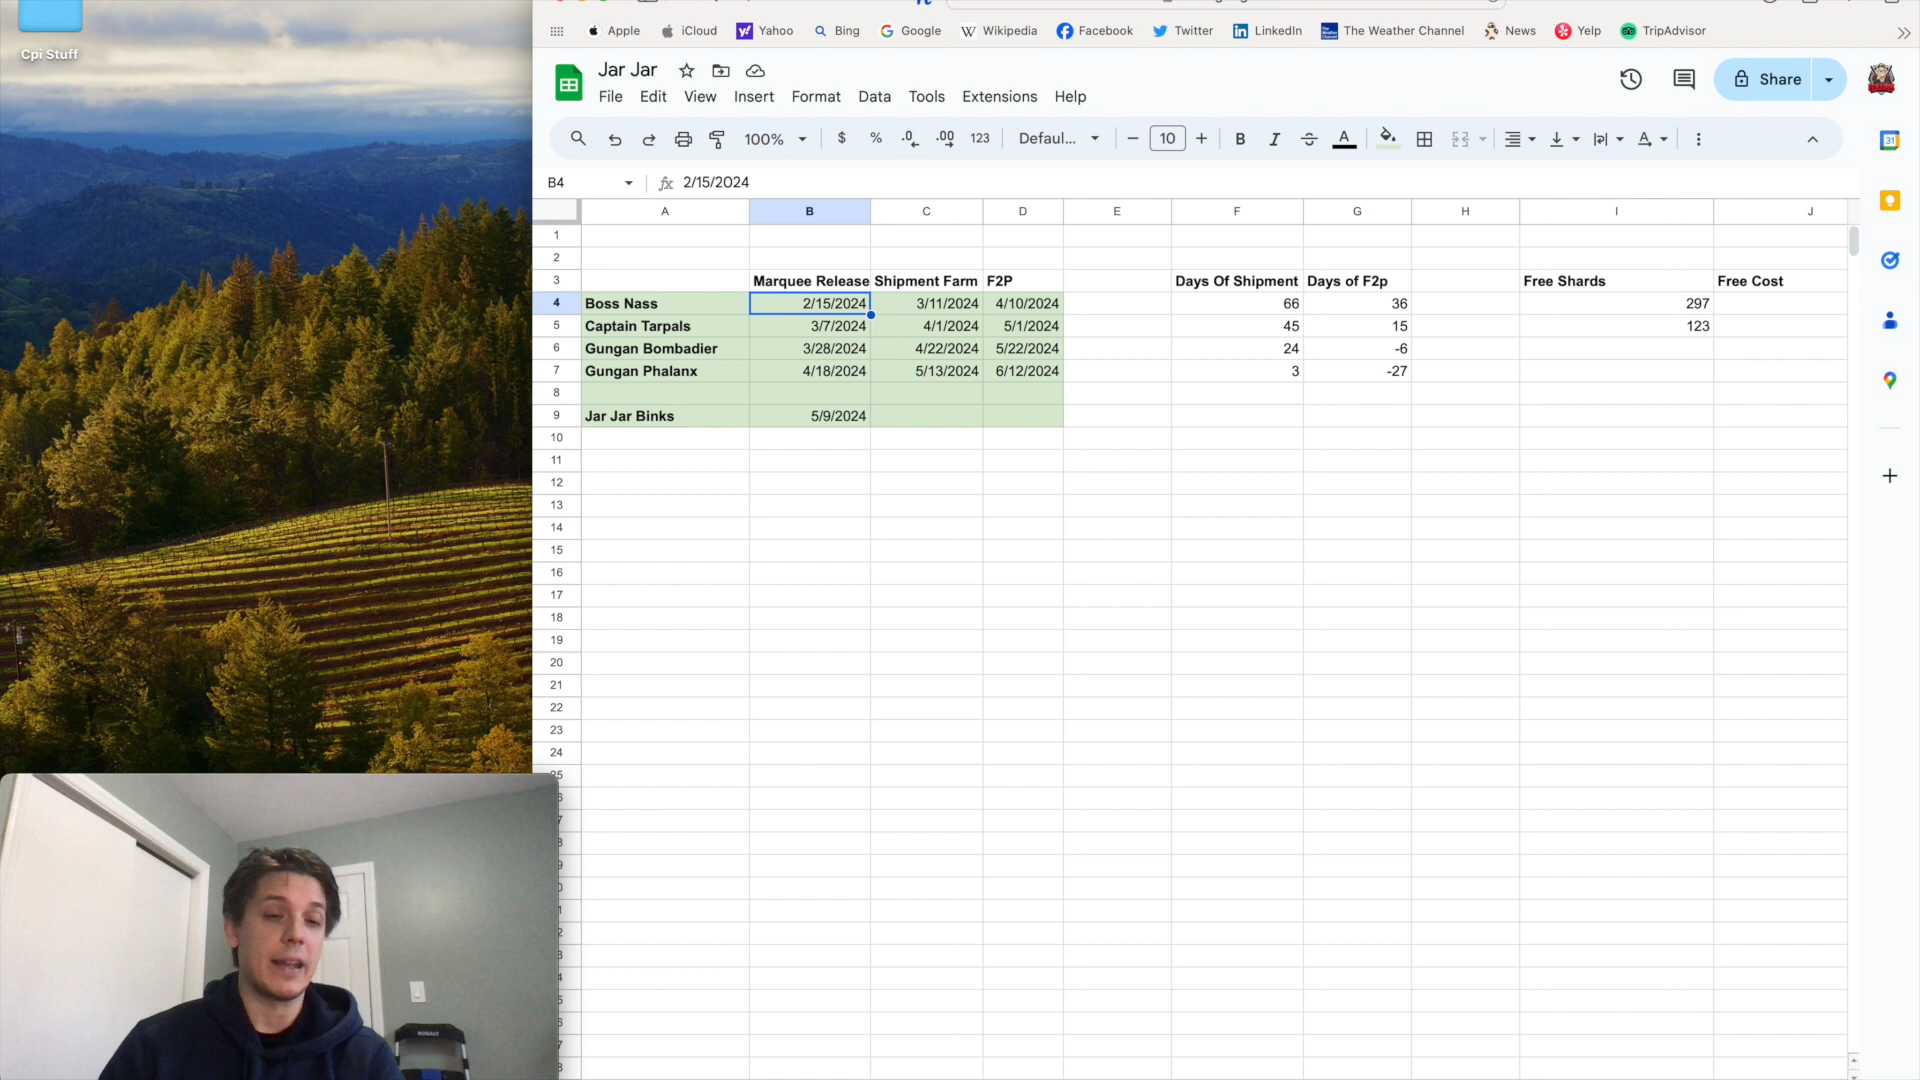 Cpi Stuff
Apple iCloud Yahoo Bing Google Wikipedia Facebook Twitter LinkedIn The Weather Channel News Yelp TripAdvisor
Jar Jar
File Edit View Insert Format Data Tools Extensions Help
Share
100% $ % .0 .00 123 Defaul... 10 B I A
B4 fx 2/15/2024
A B C D E F G H I J
1
2
3 Marquee Release Shipment Farm F2P Days Of Shipment Days of F2p Free Shards Free Cost
4 Boss Nass 2/15/2024 3/11/2024 4/10/2024 66 36 297
5 Captain Tarpals 3/7/2024 4/1/2024 5/1/2024 45 15 123
6 Gungan Bombadier 3/28/2024 4/22/2024 5/22/2024 24 -6
7 Gungan Phalanx 4/18/2024 5/13/2024 6/12/2024 3 -27
8
9 Jar Jar Binks 5/9/2024
10
11
12
13
14
15
16
17
18
19
20
21
22
23
24
31
KOBALT